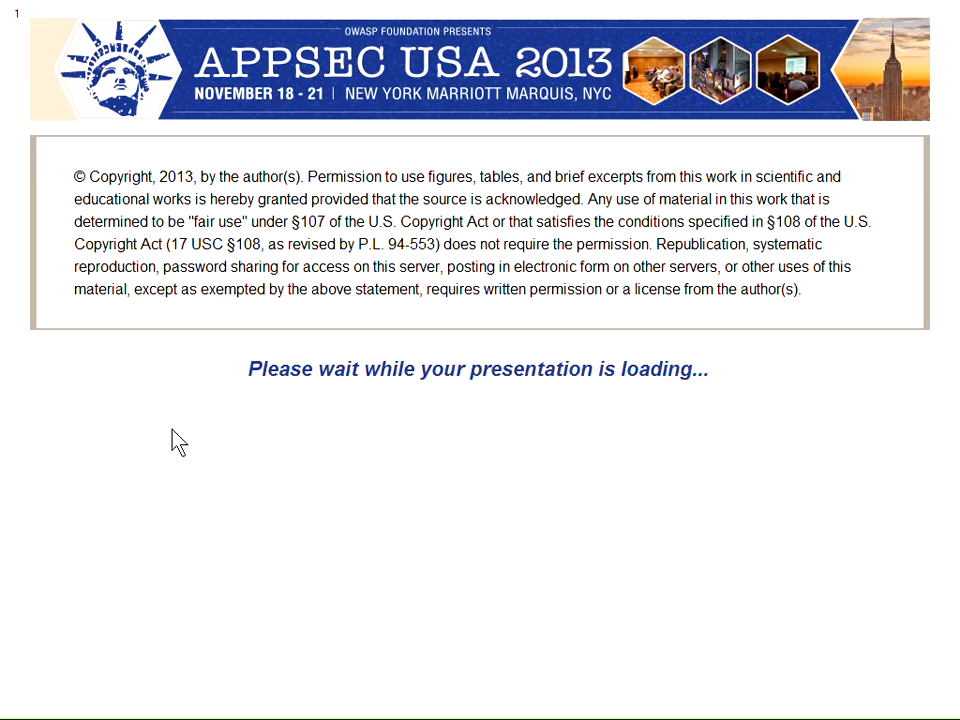 1
OWASP FOUNDATION PRESENTS
APPSEC USA 2013
NOVEMBER 18 - 21 | NEW YORK MARRIOTT MARQUIS, NYC
© Copyright, 2013, by the author(s). Permission to use figures, tables, and brief excerpts from this work in scientific and
educational works is hereby granted provided that the source is acknowledged. Any use of material in this work that is
determined to be "fair use" under §107 of the U.S. Copyright Act or that satisfies the conditions specified in §108 of the U.S.
Copyright Act (17 USC §108, as revised by P.L. 94-553) does not require the permission. Republication, systematic
reproduction, password sharing for access on this server, posting in electronic form on other servers, or other uses of this
material, except as exempted by the above statement, requires written permission or a license from the author(s).
Please wait while your presentation is loading...